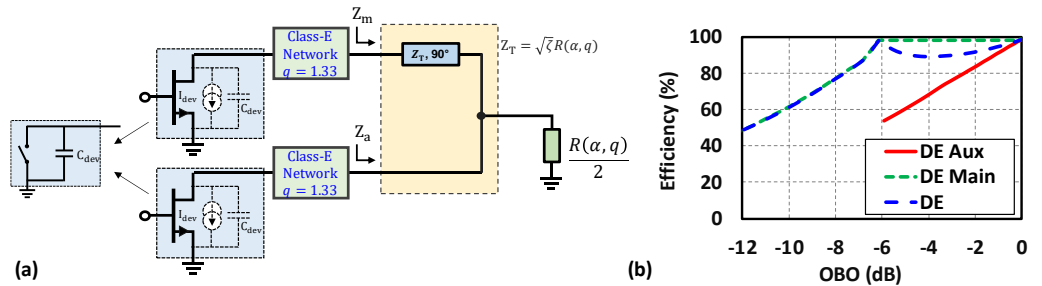 Class-E
Network
q = 1.33
Z_m
Z_T, 90°
Z_T = √ζ R(α, q)
I_dev
C_dev
C_dev
Class-E
Network
q = 1.33
Z_a
R(α, q)
2
I_dev
C_dev
(a)
Efficiency (%)
100
80
60
40
20
0
DE Aux
DE Main
DE
-12
-10
-8
-6
-4
-2
0
OBO (dB)
(b)